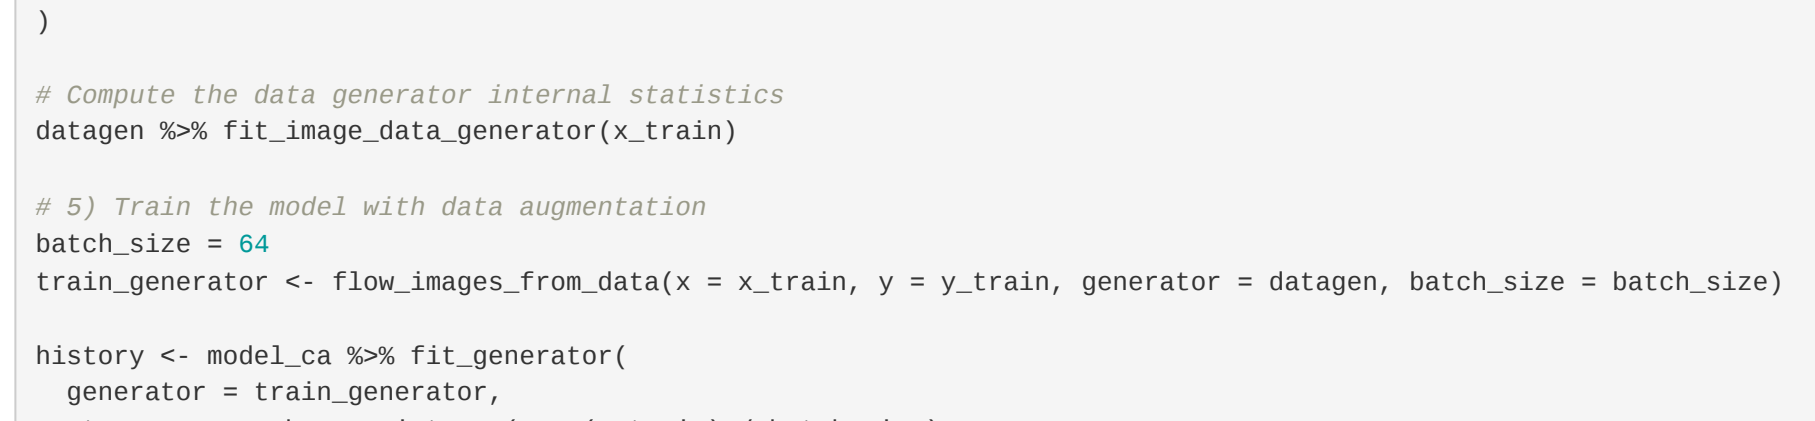 )
# Compute the data generator internal statistics
datagen %>% fit_image_data_generator(x_train)
# 5) Train the model with data augmentation
batch_size = 64
train_generator <- flow_images_from_data(x = x_train, y = y_train, generator = datagen, batch_size = batch_size)
history <- model_ca %>% fit_generator(
  generator = train_generator,